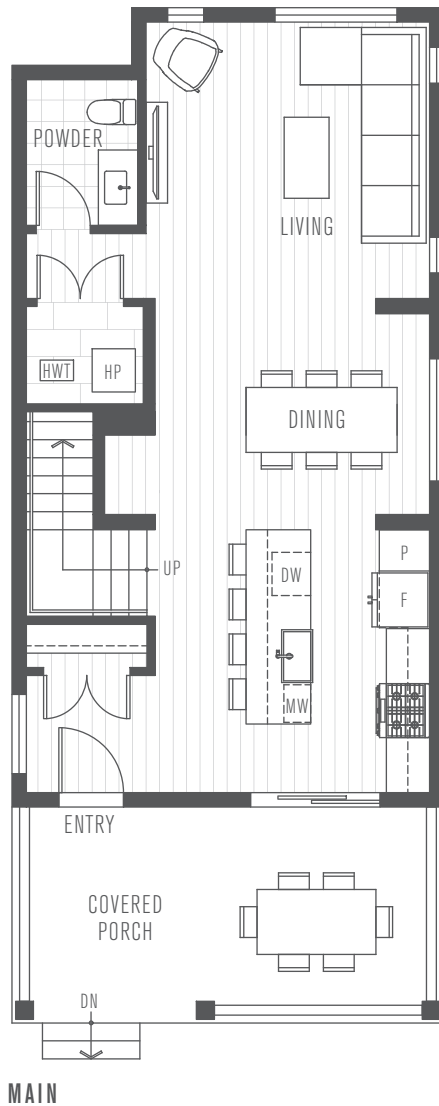 POWDER
LIVING
HWT
HP
DINING
UP
DW
P
F
MW
ENTRY
COVERED
PORCH
DN
MAIN